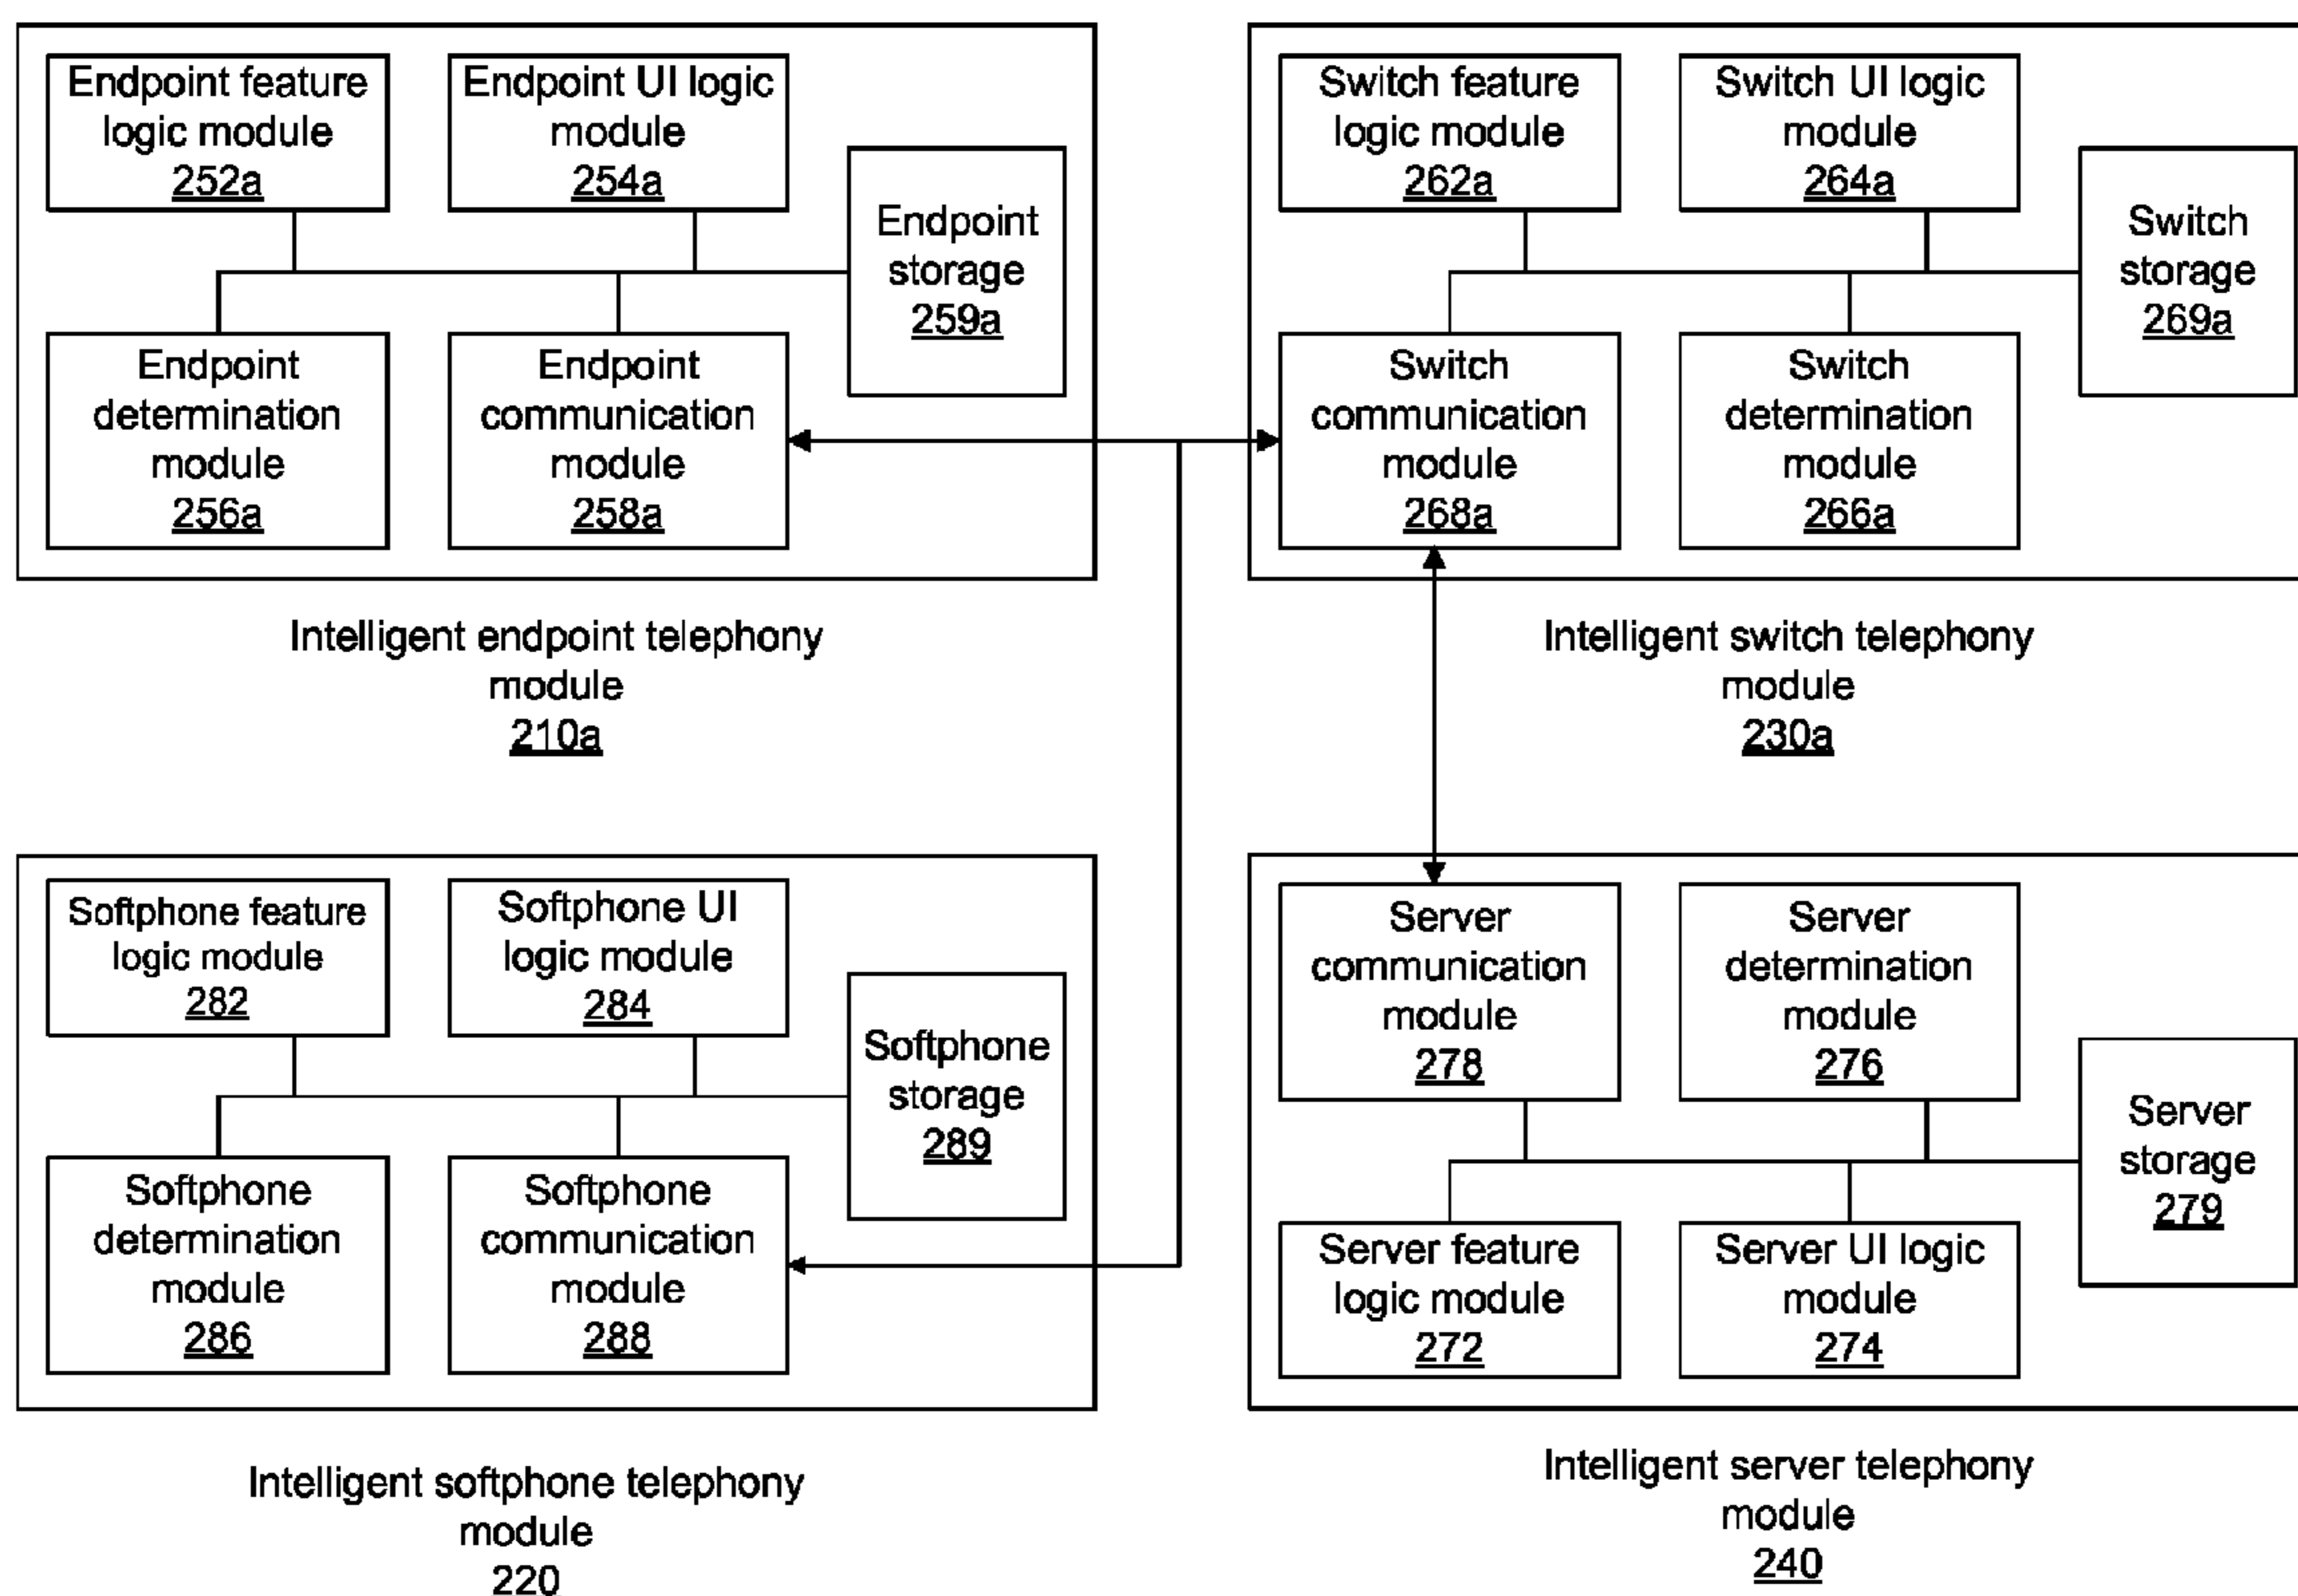 Endpoint feature
logic module
252a
Endpoint UI logic
module
254a
Endpoint
storage
259a
Endpoint
determination
module
256a
Endpoint
communication
module
258a
Intelligent endpoint telephony
module
210a
Switch feature
logic module
262a
Switch UI logic
module
264a
Switch
storage
269a
Switch
communication
module
268a
Switch
determination
module
266a
Intelligent switch telephony
module
230a
Softphone feature
logic module
282
Softphone UI
logic module
284
Softphone
storage
289
Softphone
determination
module
286
Softphone
communication
module
288
Intelligent softphone telephony
module
220
Server
communication
module
278
Server
determination
module
276
Server
storage
279
Server feature
logic module
272
Server UI logic
module
274
Intelligent server telephony
module
240